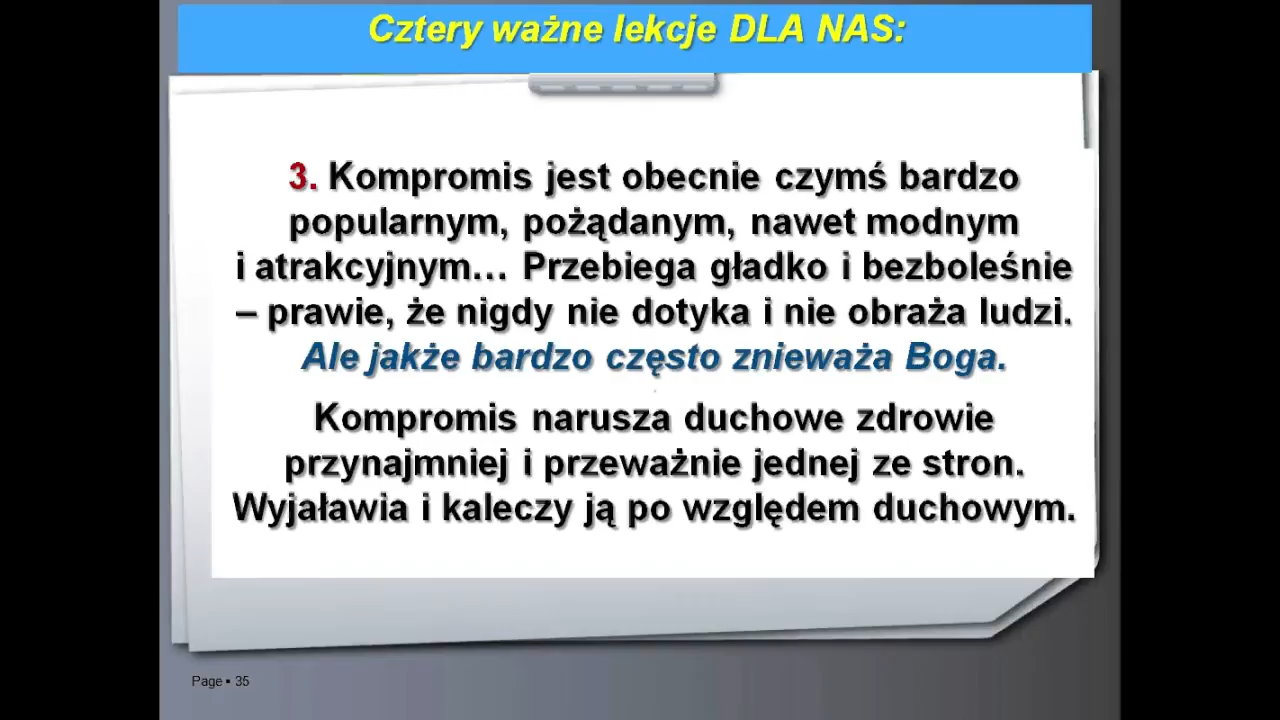 Cztery ważne lekcje DLA NAS:
3. Kompromis jest obecnie czymś bardzo
popularnym, pożądanym, nawet modnym
i atrakcyjnym... Przebiega gładko i bezboleśnie
– prawie, że nigdy nie dotyka i nie obraża ludzi.
Ale jakże bardzo często znieważa Boga.
Kompromis narusza duchowe zdrowie
przynajmniej i przeważnie jednej ze stron.
Wyjaławia i kaleczy ją po względem duchowym.
Page ▪ 35